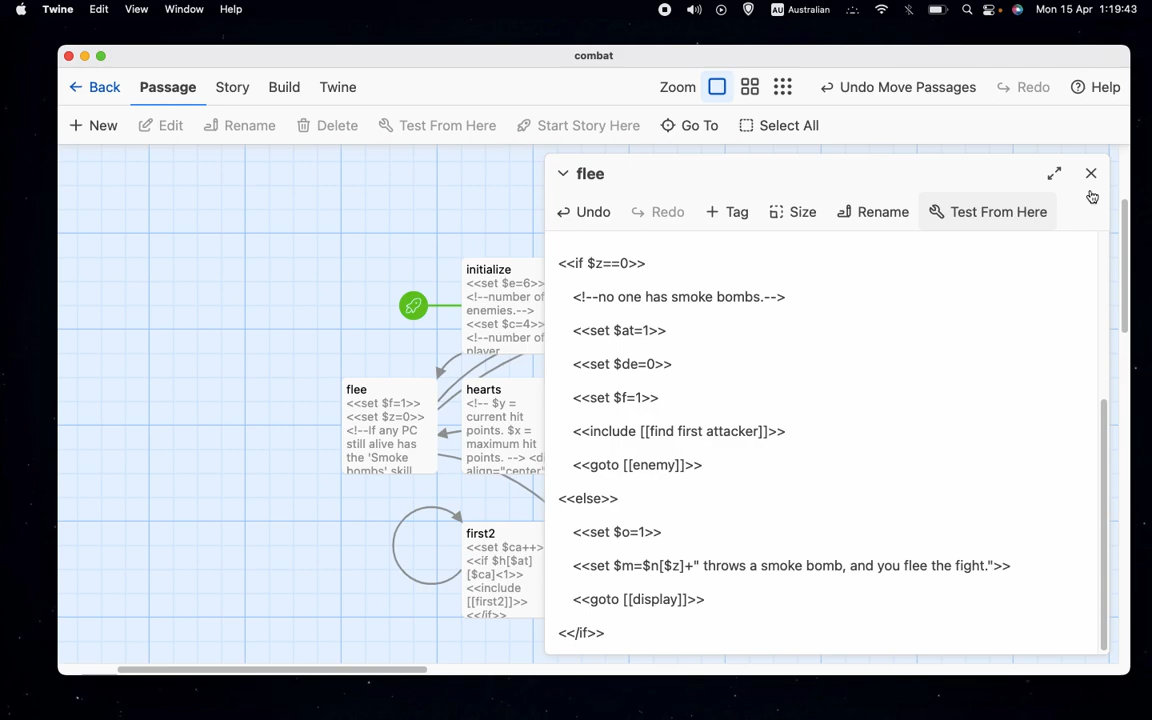 Twine Edit View Window Help AU Australian Mon 15 Apr 1:19:43
combat
Back Passage Story Build Twine Zoom Undo Move Passages Redo Help
New Edit Rename Delete Test From Here Start Story Here Go To Select All
flee
Undo Redo Tag Size Rename Test From Here
<<if $z==0>>
<!--no one has smoke bombs.-->
<<set $at=1>>
<<set $de=0>>
<<set $f=1>>
<<include [[find first attacker]]>>
<<goto [[enemy]]>>
<<else>>
<<set $o=1>>
<<set $m=$n[$z]+" throws a smoke bomb, and you flee the fight.">>
<<goto [[display]]>>
<</if>>
initialize
<<set $e=6>>
<!--number of
enemies.-->
<<set $c=4>>
<!--number of
player
flee
<<set $f=1>>
<<set $z=0>>
<!--If any PC
still alive has
the 'Smoke
bombs' skill
hearts
<!-- $y =
current hit
points. $x =
maximum hit
points. --> <d
align="center"
first2
<<set $ca++>
<<if $h[$at]
[$ca]<1>>
<<include
[[first2]]>>
<</if>>